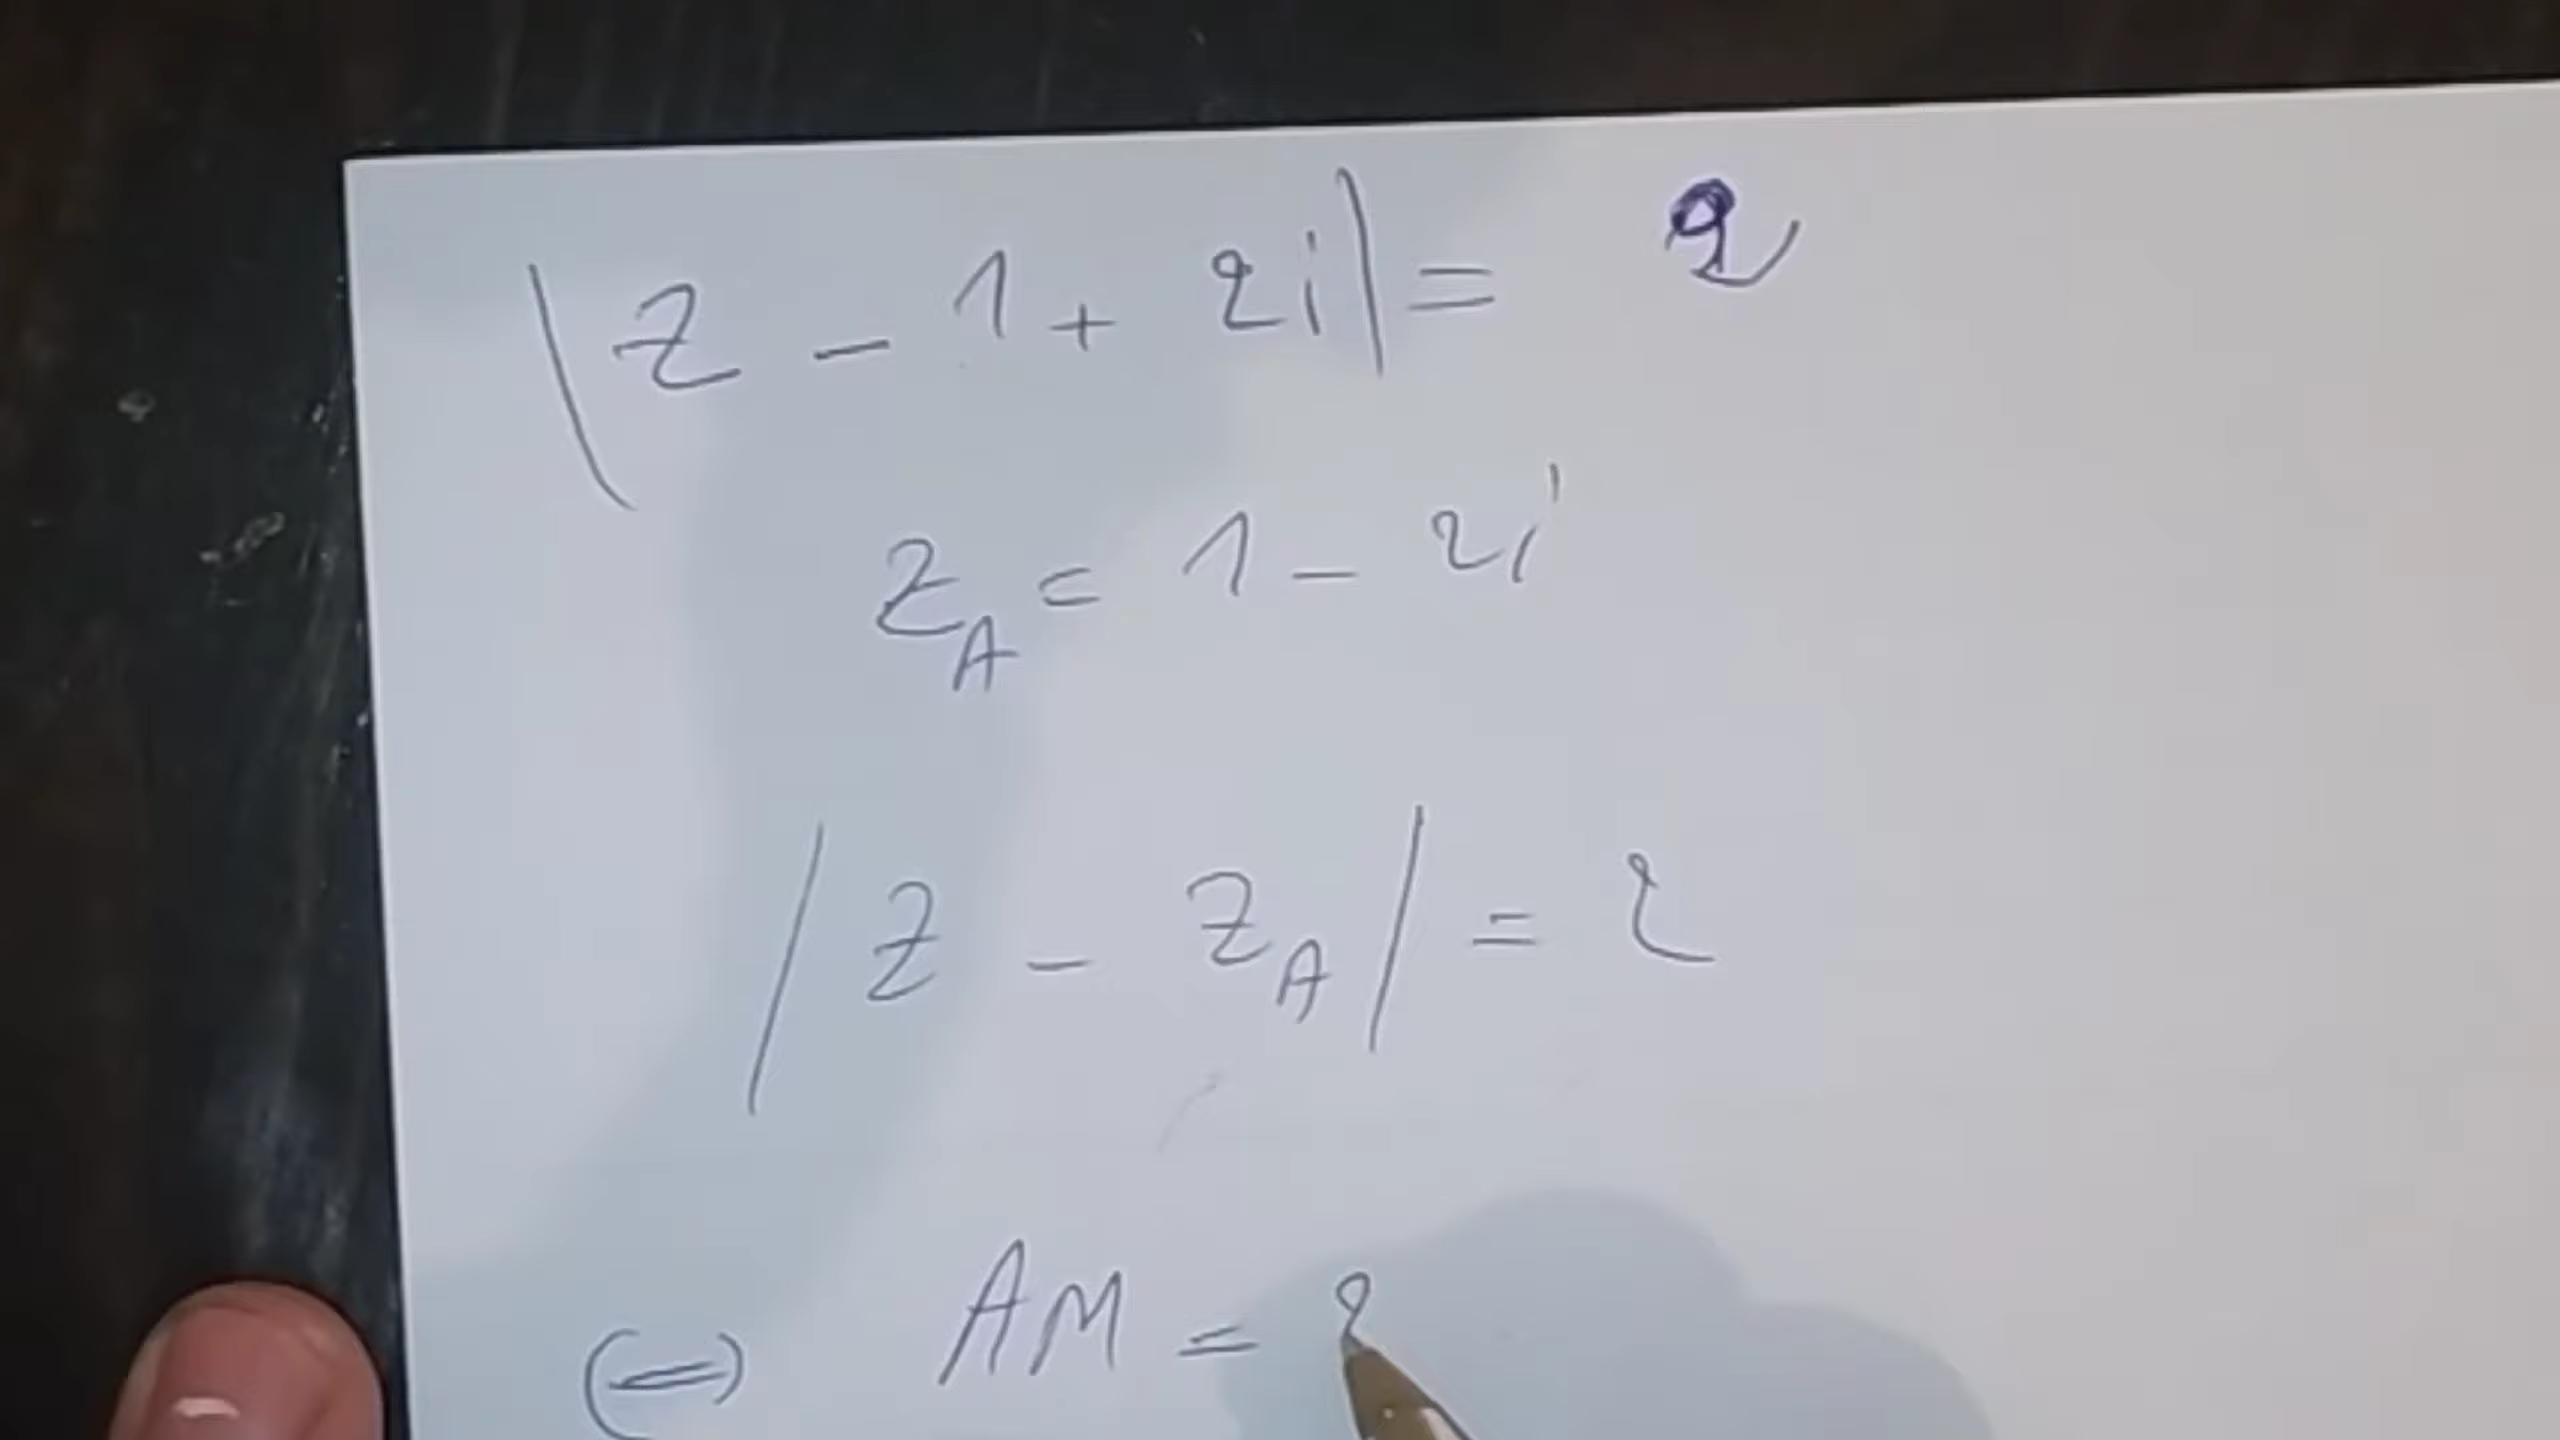 |Z - 1 + 2i| = 2
Z_A = 1 - 2i
|Z - Z_A| = 2
⇔ AM = 2